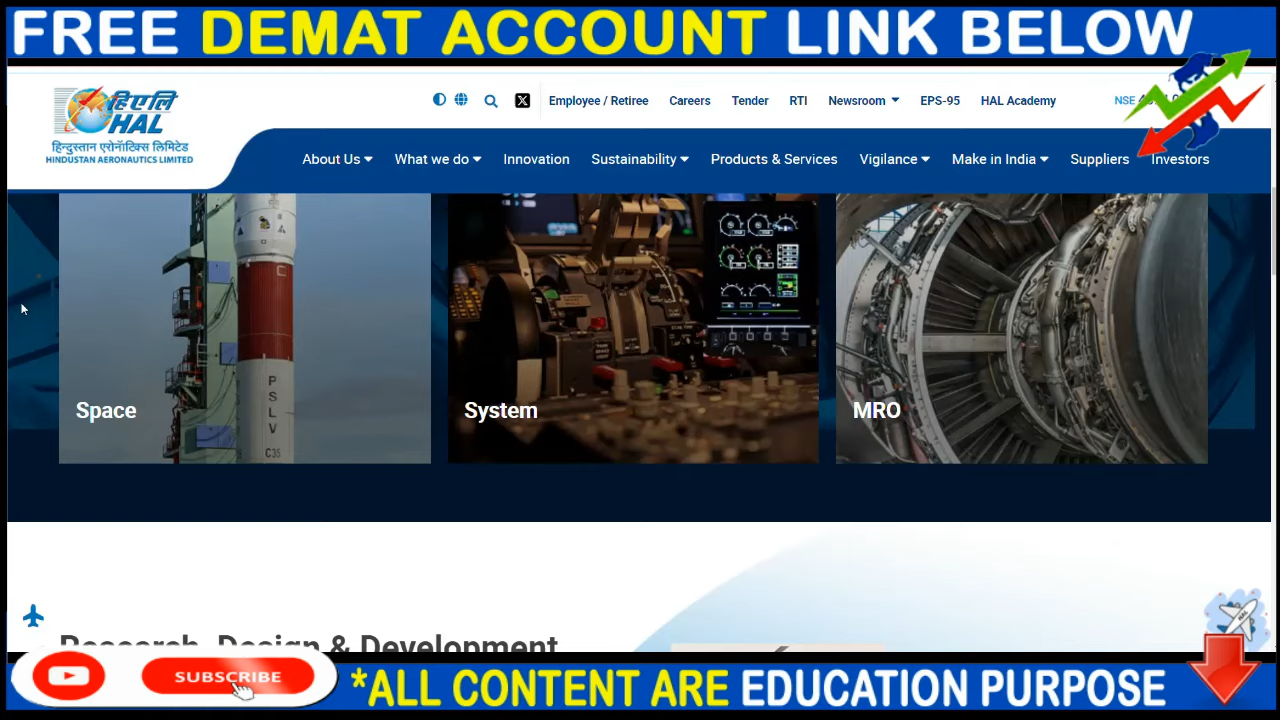 FREE DEMAT ACCOUNT LINK BELOW
हिएलि
HAL
हिन्दुस्तान एरोनॉटिक्स लिमिटेड
HINDUSTAN AERONAUTICS LIMITED
Employee / Retiree Careers Tender RTI Newsroom EPS-95 HAL Academy NSE
About Us What we do Innovation Sustainability Products & Services Vigilance Make in India Suppliers Investors
PSLV
C35
Space System MRO
Research, Design & Development
SUBSCRIBE
*ALL CONTENT ARE EDUCATION PURPOSE
HAL